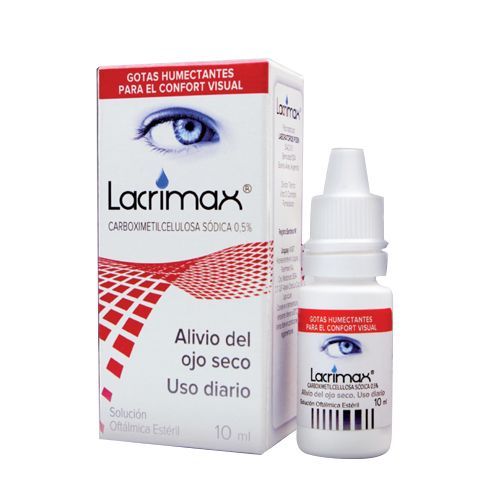 GOTAS HUMECTANTES
PARA EL CONFORT VISUAL
Lacrimax®
CARBOXIMETILCELULOSA SÓDICA 0,5%
Alivio del
ojo seco
Uso diario
Solución
Oftálmica Estéril
10 ml
Lacrimax®
GOTAS HUMECTANTES
PARA EL CONFORT VISUAL
Lacrimax®
CARBOXIMETILCELULOSA SÓDICA 0,5%
Alivio del ojo seco. Uso diario
10 ml
Solución Oftálmica Estéril